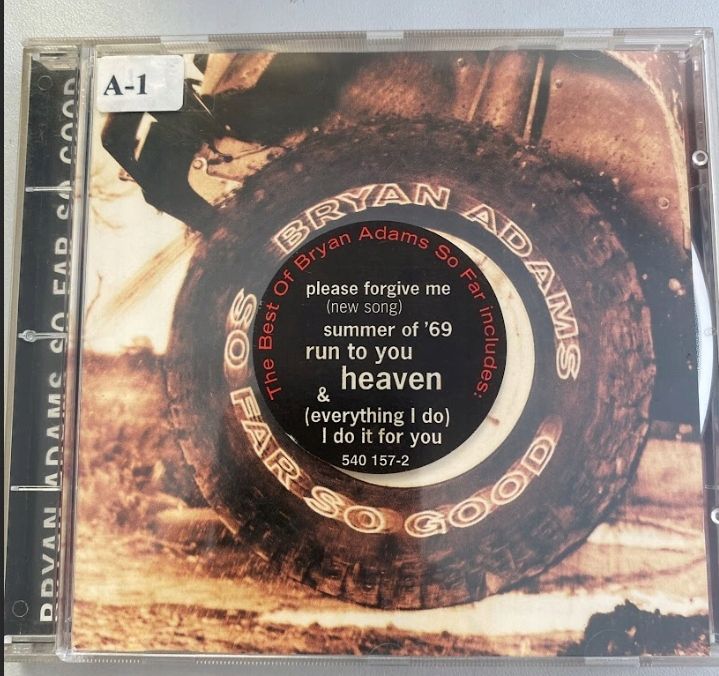 A-1
BRYAN ADAMS
The Best Of Bryan Adams So Far includes:
please forgive me
(new song)
summer of '69
run to you
heaven
&
(everything I do)
I do it for you
540 157-2
SO FAR SO GOOD
BRYAN ADAMS SO FAR SO GOOD